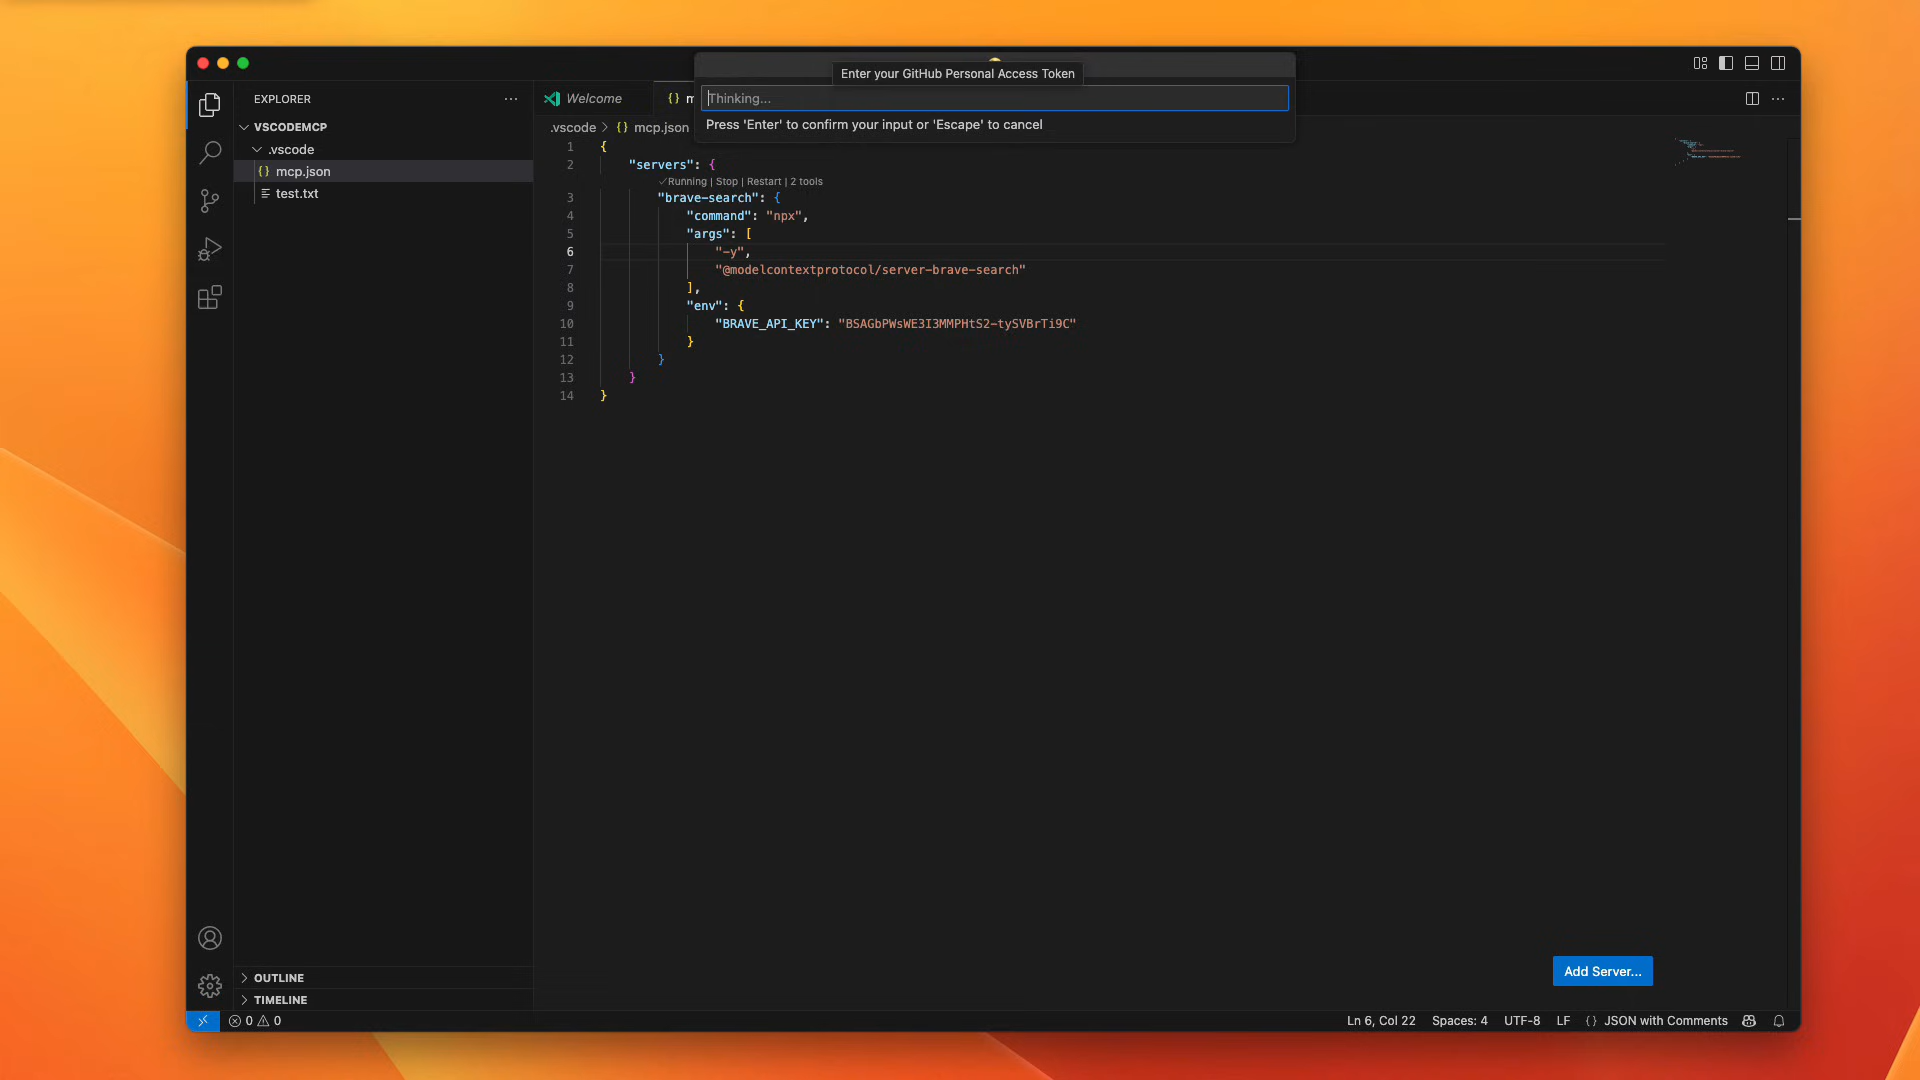 Enter your GitHub Personal Access Token
Thinking...
Press 'Enter' to confirm your input or 'Escape' to cancel
EXPLORER
VSCODEMCP
.vscode
mcp.json
test.txt
OUTLINE
TIMELINE
Welcome
m
.vscode > {} mcp.json
1 {
2 "servers": {
✓Running | Stop | Restart | 2 tools
3 "brave-search": {
4 "command": "npx",
5 "args": [
6 "-y",
7 "@modelcontextprotocol/server-brave-search"
8 ],
9 "env": {
10 "BRAVE_API_KEY": "BSAGbPWsWE3I3MMPHtS2-tySVBrTi9C"
11 }
12 }
13 }
14 }
Add Server...
0 0
Ln 6, Col 22 Spaces: 4 UTF-8 LF {} JSON with Comments